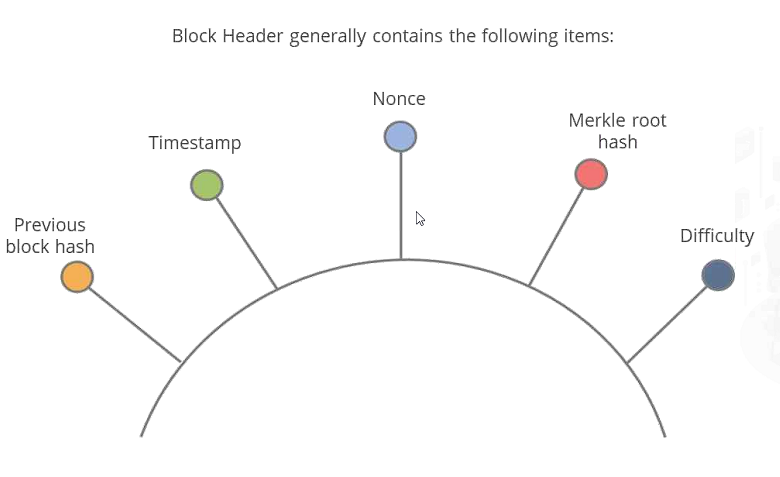 Block Header generally contains the following items:
Nonce
Timestamp
Merkle root
hash
Previous
block hash
Difficulty